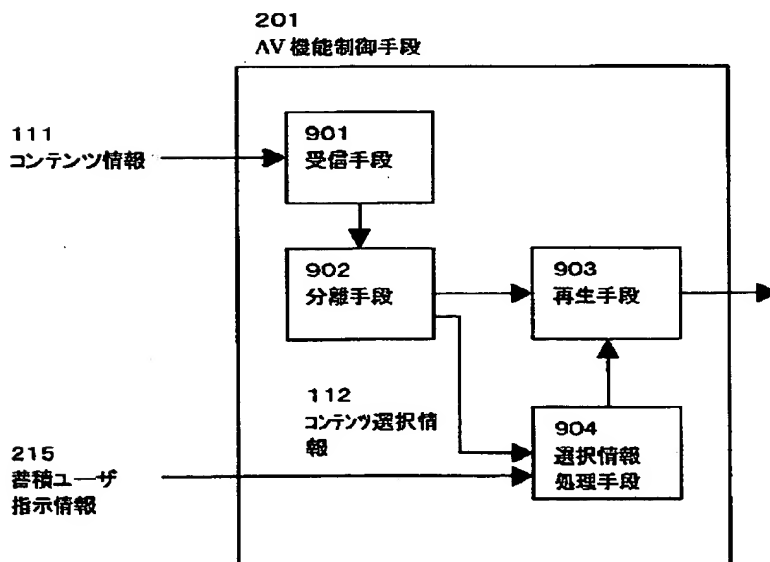 201
AV 機能制御手段
111
コンテンツ情報
901
受信手段
902
分離手段
903
再生手段
112
コンテンツ選択情
報
904
選択情報
処理手段
215
蓄積ユーザ
指示情報